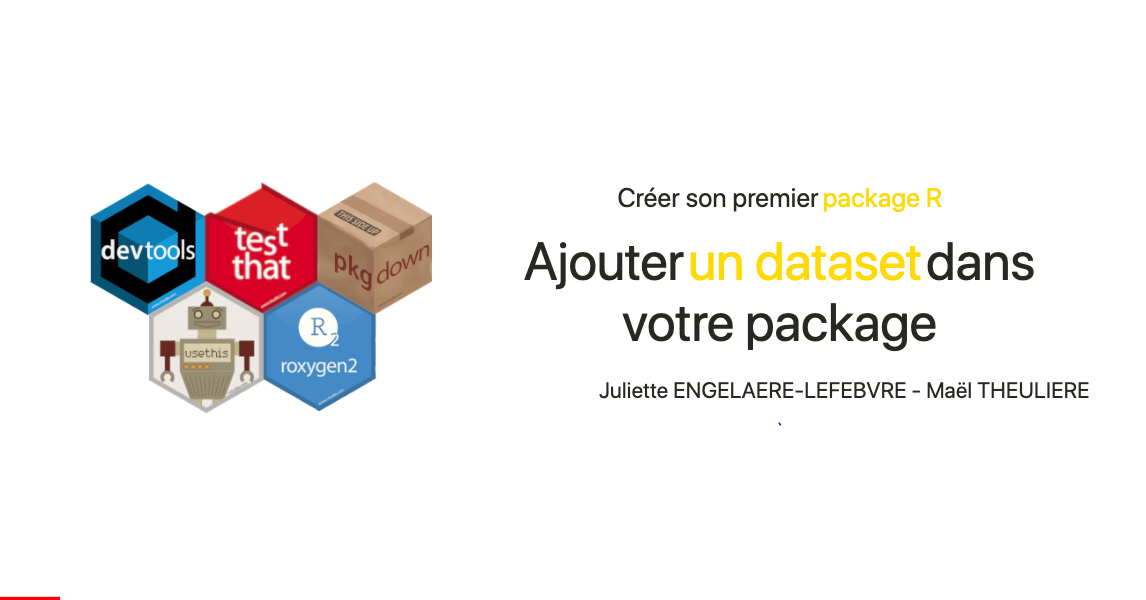 devtools
test
that
THIS SIDE UP
pkgdown
usethis
R2
roxygen2
Créer son premier package R
Ajouter un dataset dans
votre package
Juliette ENGELAERE-LEFEBVRE - Maël THEULIERE
`